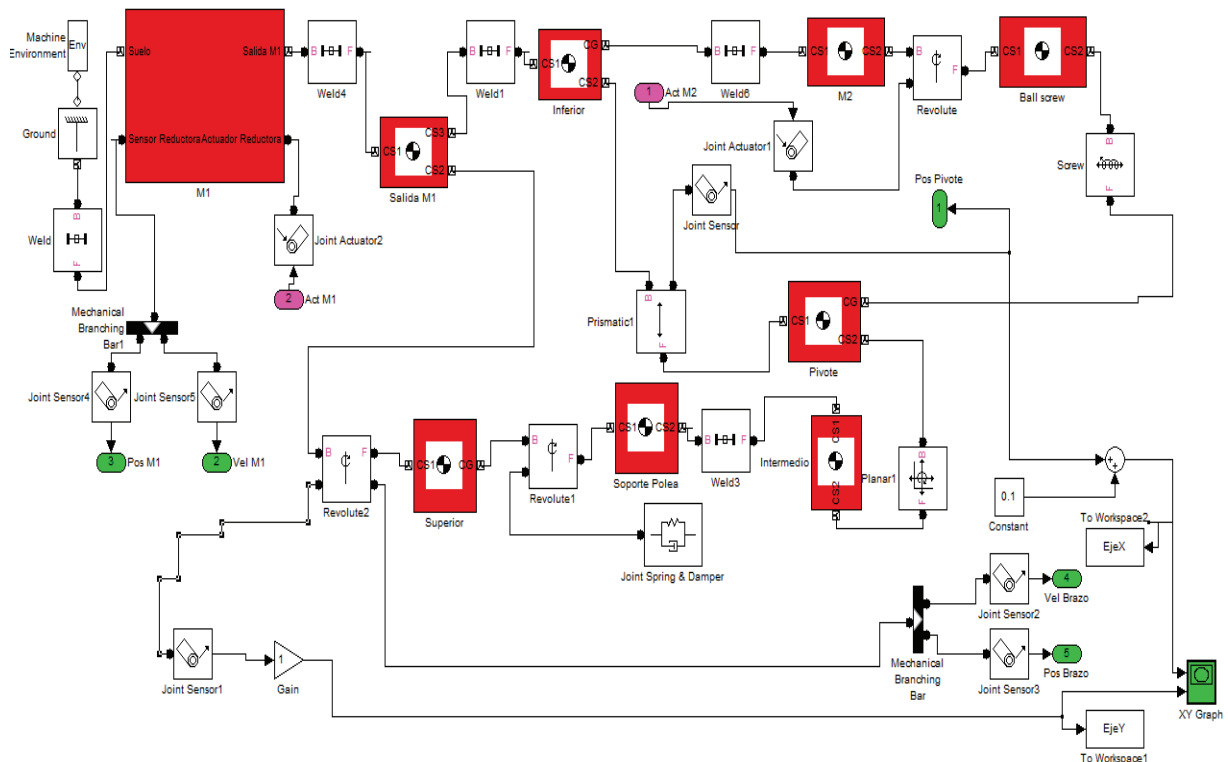 Machine
Environment
Env
Ground
B
Weld
F
Suelo
Salida M1
Sensor Reductora
Actuador Reductora
M1
B
F
Weld4
CS1
CS3
CS2
Salida M1
B
F
Weld1
CS1
CG
CS2
Inferior
B
F
Weld6
CS1
CS2
M2
B
F
Revolute
CS1
CS2
Ball screw
1
Act M2
Joint Actuator1
Joint Sensor
Pos Pivote
1
B
Screw
F
Joint Actuator2
2
Act M1
Mechanical
Branching
Bar1
Joint Sensor4
Joint Sensor5
3
Pos M1
2
Vel M1
B
Prismatic1
F
CS1
CG
CS2
Pivote
B
F
Revolute2
CS1
CG
Superior
B
F
Revolute1
CS1
CS2
Soporte Polea
B
F
Weld3
CS1
Intermedio
CS2
B
Planar1
F
Joint Spring & Damper
0.1
Constant
+
+
To Workspace2
EjeX
Joint Sensor2
4
Vel Brazo
Mechanical
Branching
Bar
Joint Sensor3
5
Pos Brazo
Joint Sensor1
1
Gain
XY Graph
EjeY
To Workspace1